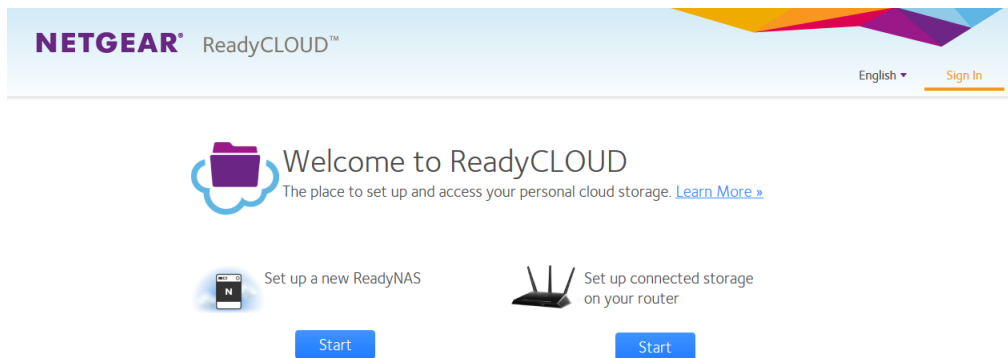 NETGEAR® ReadyCLOUD™
English ▾ Sign In
Welcome to ReadyCLOUD
The place to set up and access your personal cloud storage. Learn More »
Set up a new ReadyNAS
N
Start
Set up connected storage
on your router
Start